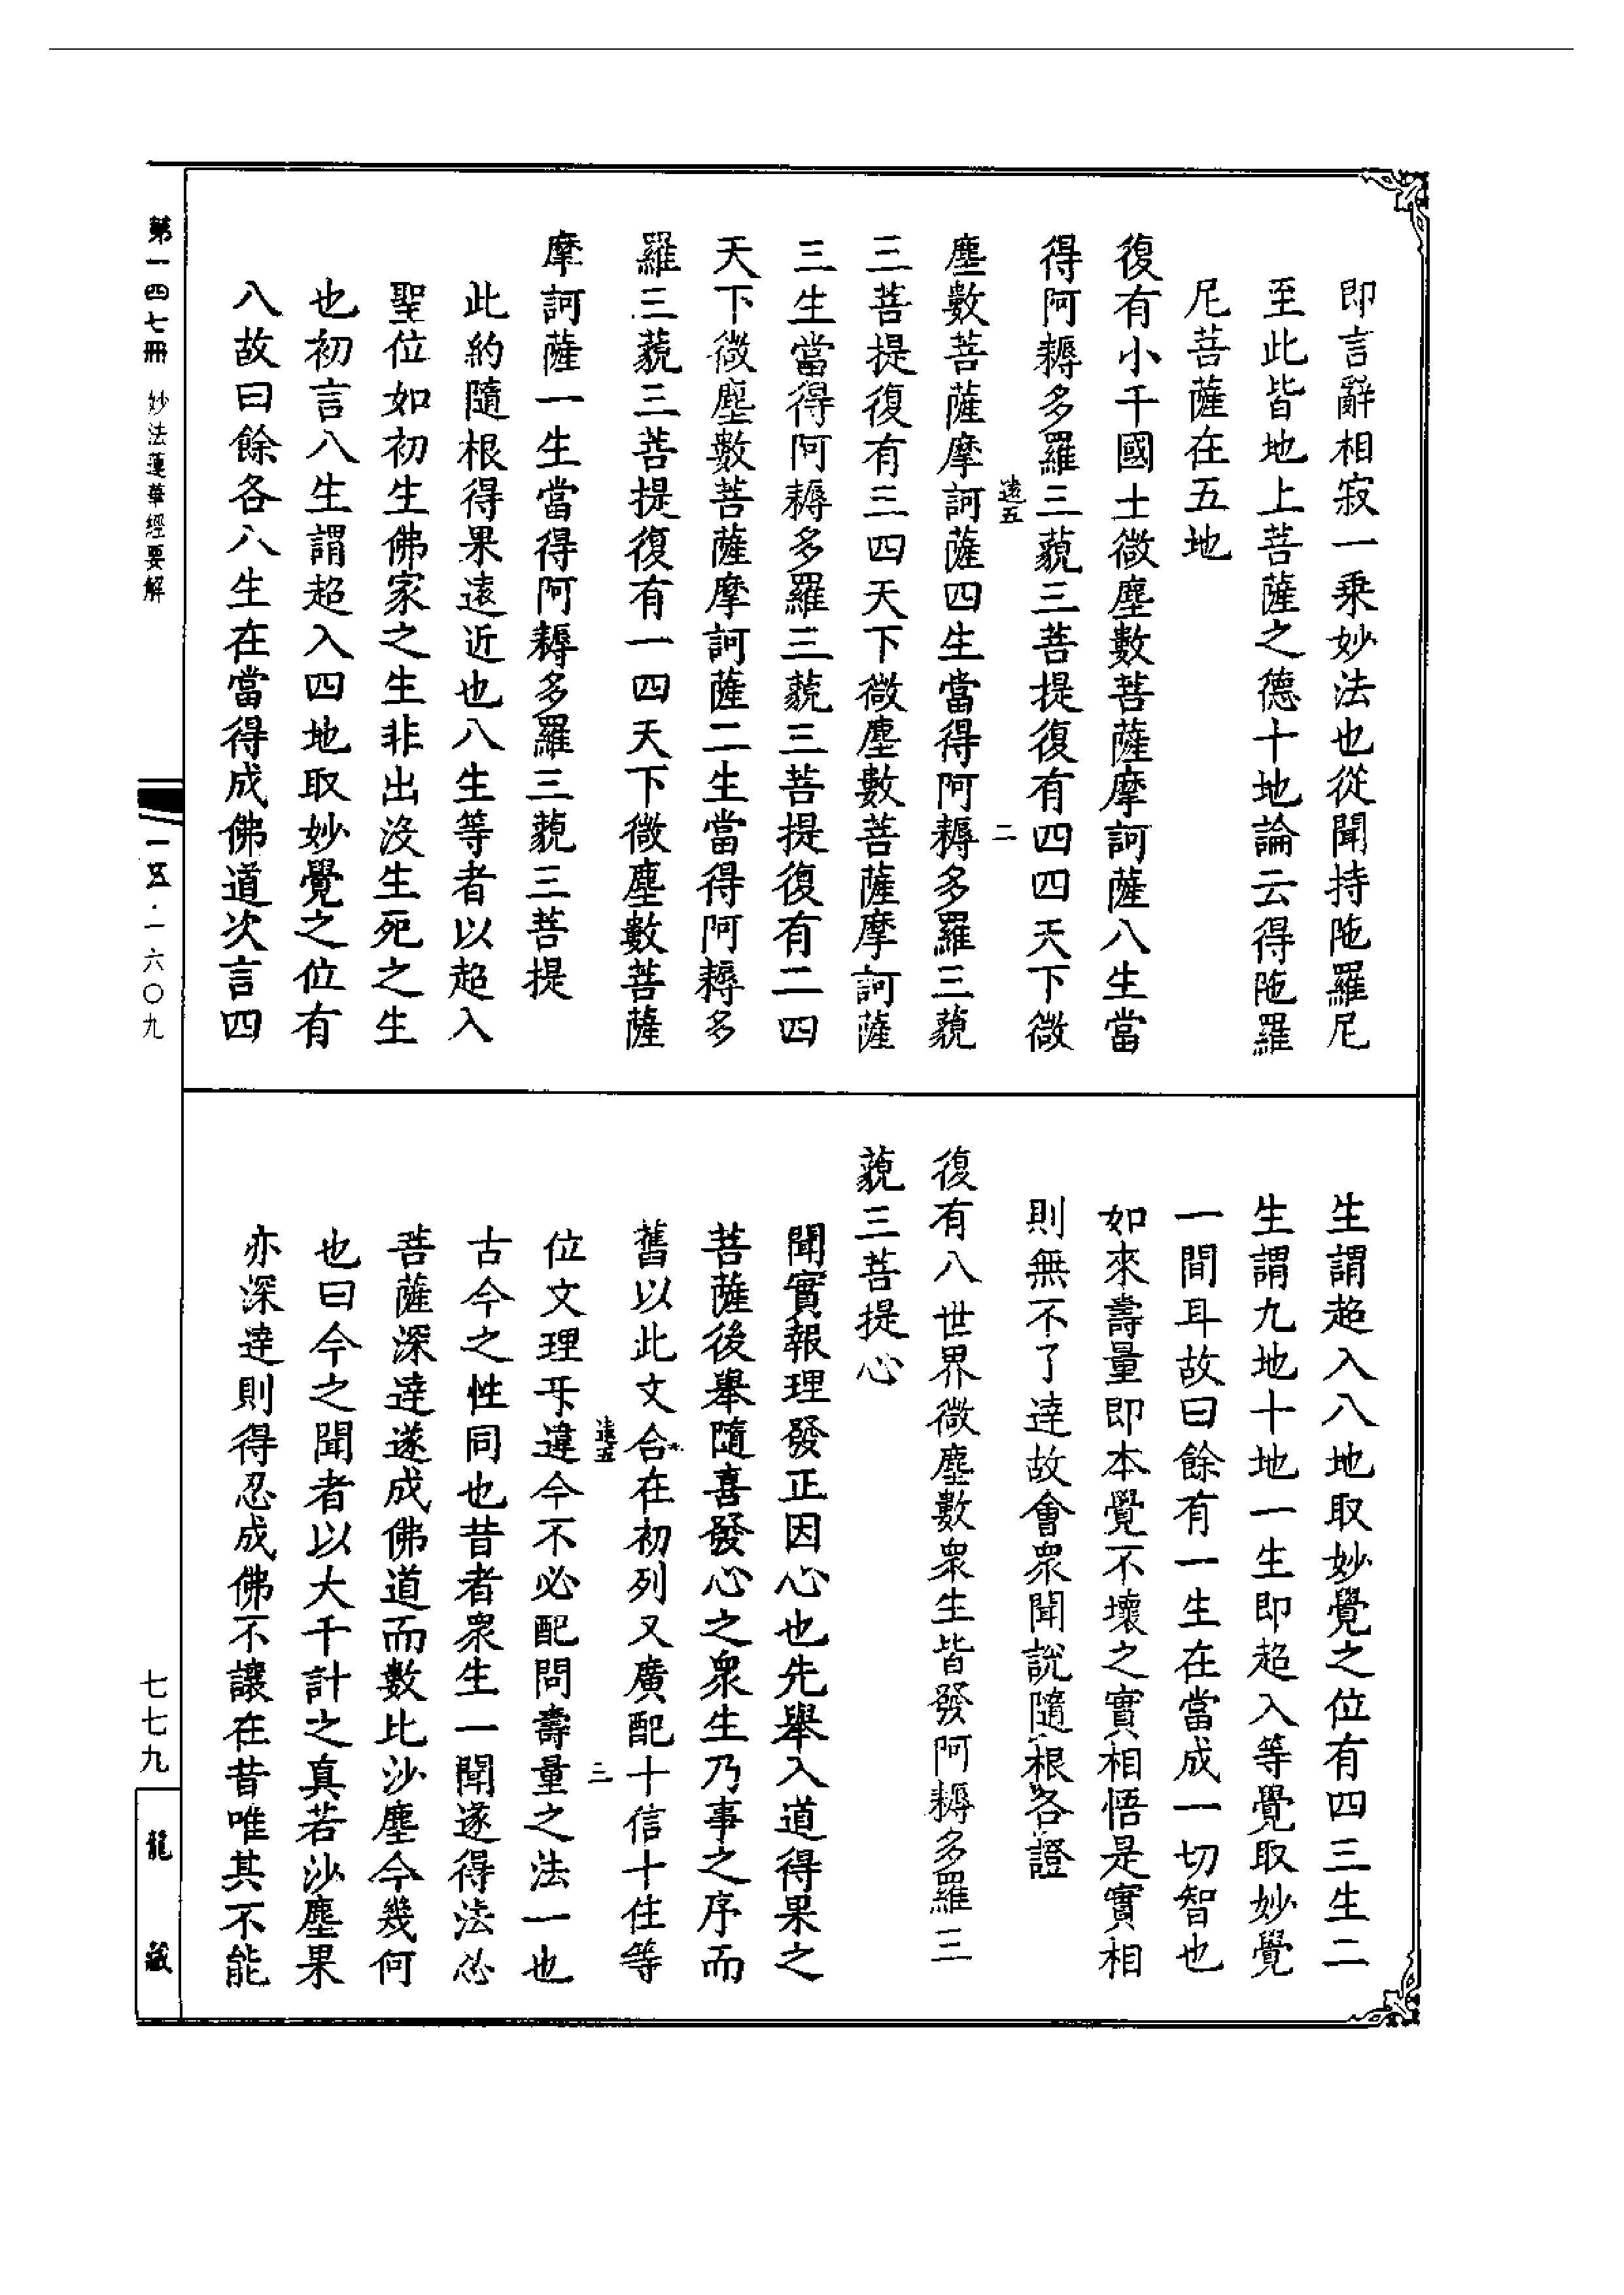 即言辭相寂一乘妙法也從聞持陁羅尼
至此皆地上菩薩之德十地論云得陁羅
尼菩薩在五地
復有小千國土微塵數菩薩摩訶薩八生當
得阿耨多羅三藐三菩提復有四四天下微
遠五
二
塵數菩薩摩訶薩四生當得阿耨多羅三藐
三菩提復有三四天下微塵數菩薩摩訶薩
三生當得阿耨多羅三藐三菩提復有二四
天下微塵數菩薩摩訶薩二生當得阿耨多
羅三藐三菩提復有一四天下微塵數菩薩
摩訶薩一生當得阿耨多羅三藐三菩提
此約隨根得果遠近也八生等者以超入
聖位如初生佛家之生非出沒生死之生
也初言八生謂超入四地取妙覺之位有
八故曰餘各八生在當得成佛道次言四
生謂超入八地取妙覺之位有四三生二
生謂九地十地一生即超入等覺取妙覺
一間耳故曰餘有一生在當成一切智也
如來壽量即本覺不壞之實相悟是實相
則無不了達故會眾聞說隨根各證
復有八世界微塵數眾生皆發阿耨多羅三
藐三菩提心
聞實報理發正因心也先舉入道得果之
菩薩後舉隨喜發心之眾生乃事之序而
舊以此文合在初列又廣配十信十住等
遠五
三
位文理乖違今不必配問壽量之法一也
古今之性同也昔者眾生一聞遂得法忍
菩薩深達遂成佛道而數比沙塵今幾何
也曰今之聞者以大千計之真若沙塵果
亦深達則得忍成佛不讓在昔唯其不能
第一四七冊 妙法蓮華經要解
一五·一六〇九
七七九
龍藏